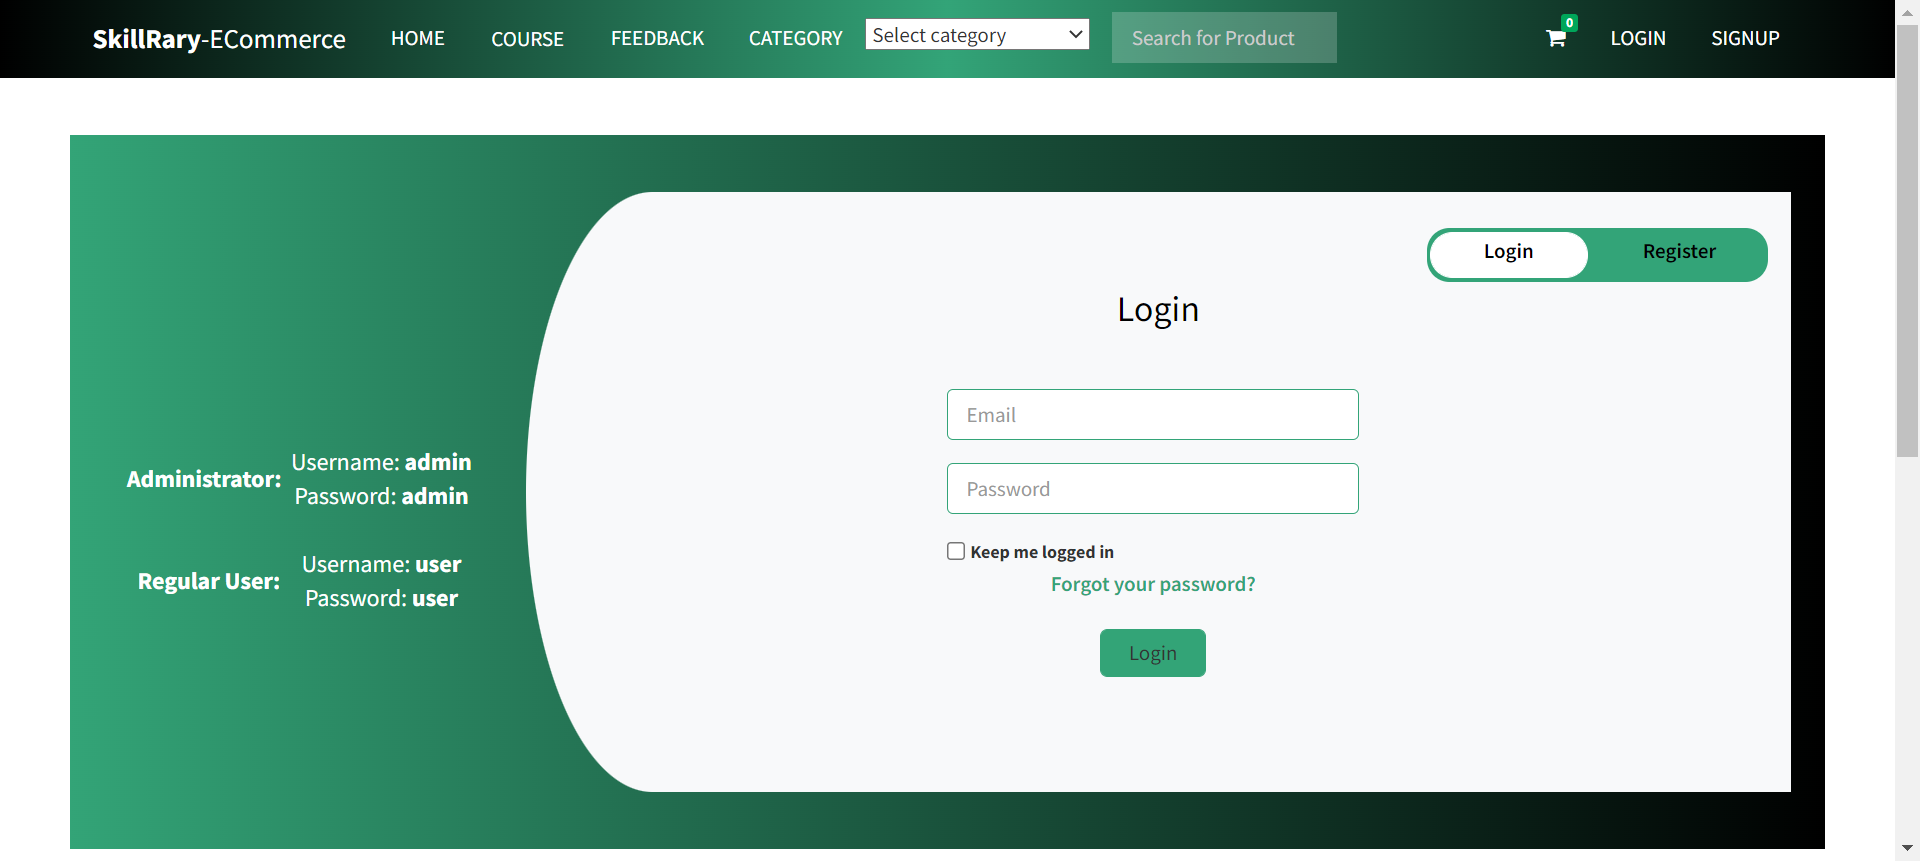 SkillRary-ECommerce HOME COURSE FEEDBACK CATEGORY Select category Search for Product 0 LOGIN SIGNUP
Login Register
Login
Email
Password
Keep me logged in
Forgot your password?
Login
Administrator: Username: admin
Password: admin
Regular User: Username: user
Password: user